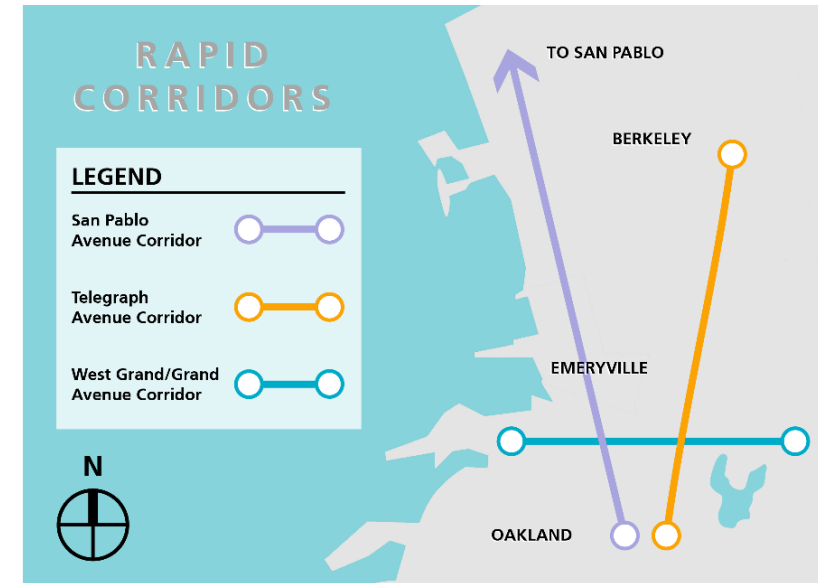 RAPID
CORRIDORS
LEGEND
San Pablo
Avenue Corridor
Telegraph
Avenue Corridor
West Grand/Grand
Avenue Corridor
N
TO SAN PABLO
BERKELEY
EMERYVILLE
OAKLAND